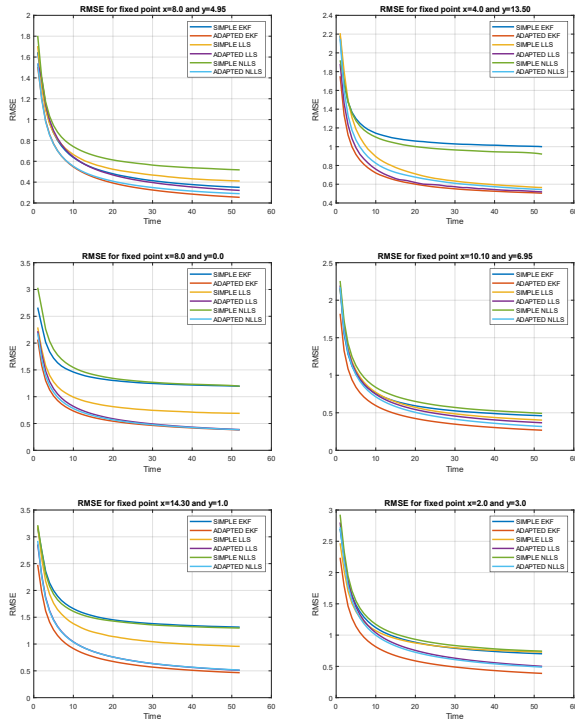 RMSE for fixed point x=8.0 and y=4.95
2
1.8
1.6
1.4
1.2
1
0.8
0.6
0.4
0.2
RMSE
SIMPLE EKF
ADAPTED EKF
SIMPLE LLS
ADAPTED LLS
SIMPLE NLLS
ADAPTED NLLS
0 10 20 30 40 50 60
Time
RMSE for fixed point x=4.0 and y=13.50
2.4
2.2
2
1.8
1.6
1.4
1.2
1
0.8
0.6
0.4
RMSE
SIMPLE EKF
ADAPTED EKF
SIMPLE LLS
ADAPTED LLS
SIMPLE NLLS
ADAPTED NLLS
0 10 20 30 40 50 60
Time
RMSE for fixed point x=8.0 and y=0.0
3.5
3
2.5
2
1.5
1
0.5
0
RMSE
SIMPLE EKF
ADAPTED EKF
SIMPLE LLS
ADAPTED LLS
SIMPLE NLLS
ADAPTED NLLS
0 10 20 30 40 50 60
Time
RMSE for fixed point x=10.10 and y=6.95
2.5
2
1.5
1
0.5
0
RMSE
SIMPLE EKF
ADAPTED EKF
SIMPLE LLS
ADAPTED LLS
SIMPLE NLLS
ADAPTED NLLS
0 10 20 30 40 50 60
Time
RMSE for fixed point x=14.30 and y=1.0
3.5
3
2.5
2
1.5
1
0.5
0
RMSE
SIMPLE EKF
ADAPTED EKF
SIMPLE LLS
ADAPTED LLS
SIMPLE NLLS
ADAPTED NLLS
0 10 20 30 40 50 60
Time
RMSE for fixed point x=2.0 and y=3.0
3
2.5
2
1.5
1
0.5
0
RMSE
SIMPLE EKF
ADAPTED EKF
SIMPLE LLS
ADAPTED LLS
SIMPLE NLLS
ADAPTED NLLS
0 10 20 30 40 50 60
Time